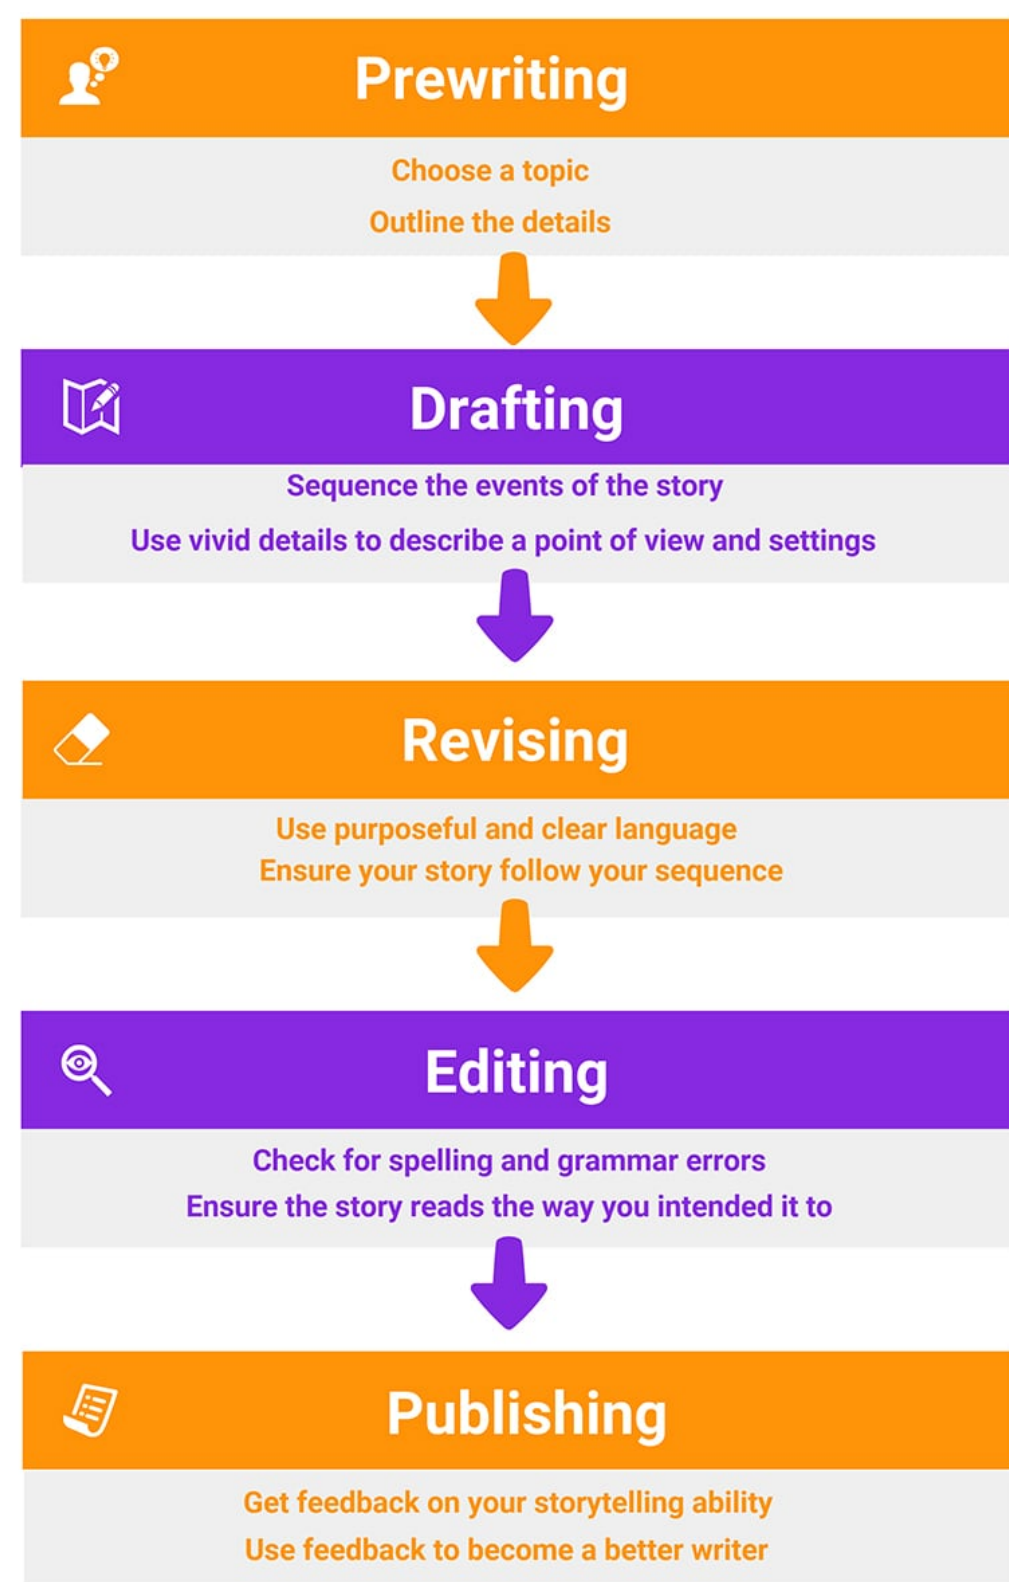 Prewriting
Choose a topic
Outline the details
Drafting
Sequence the events of the story
Use vivid details to describe a point of view and settings
Revising
Use purposeful and clear language
Ensure your story follow your sequence
Editing
Check for spelling and grammar errors
Ensure the story reads the way you intended it to
Publishing
Get feedback on your storytelling ability
Use feedback to become a better writer